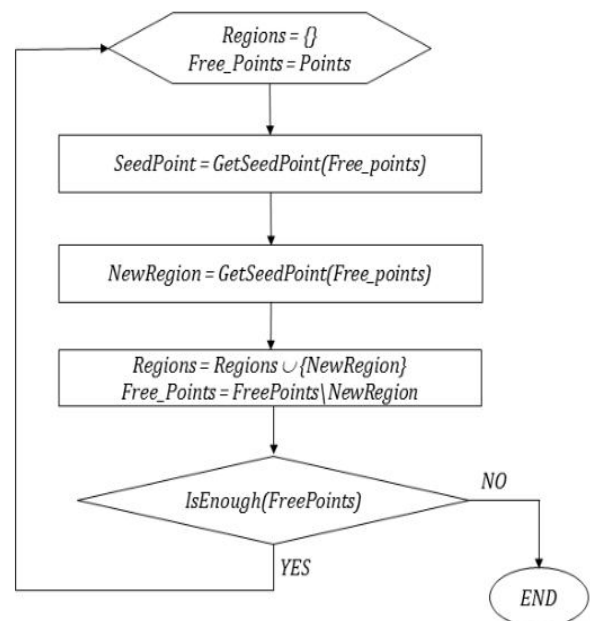 Regions = {}
Free_Points = Points
SeedPoint = GetSeedPoint(Free_points)
NewRegion = GetSeedPoint(Free_points)
Regions = Regions ∪ {NewRegion}
Free_Points = FreePoints\NewRegion
IsEnough(FreePoints)
NO
YES
END